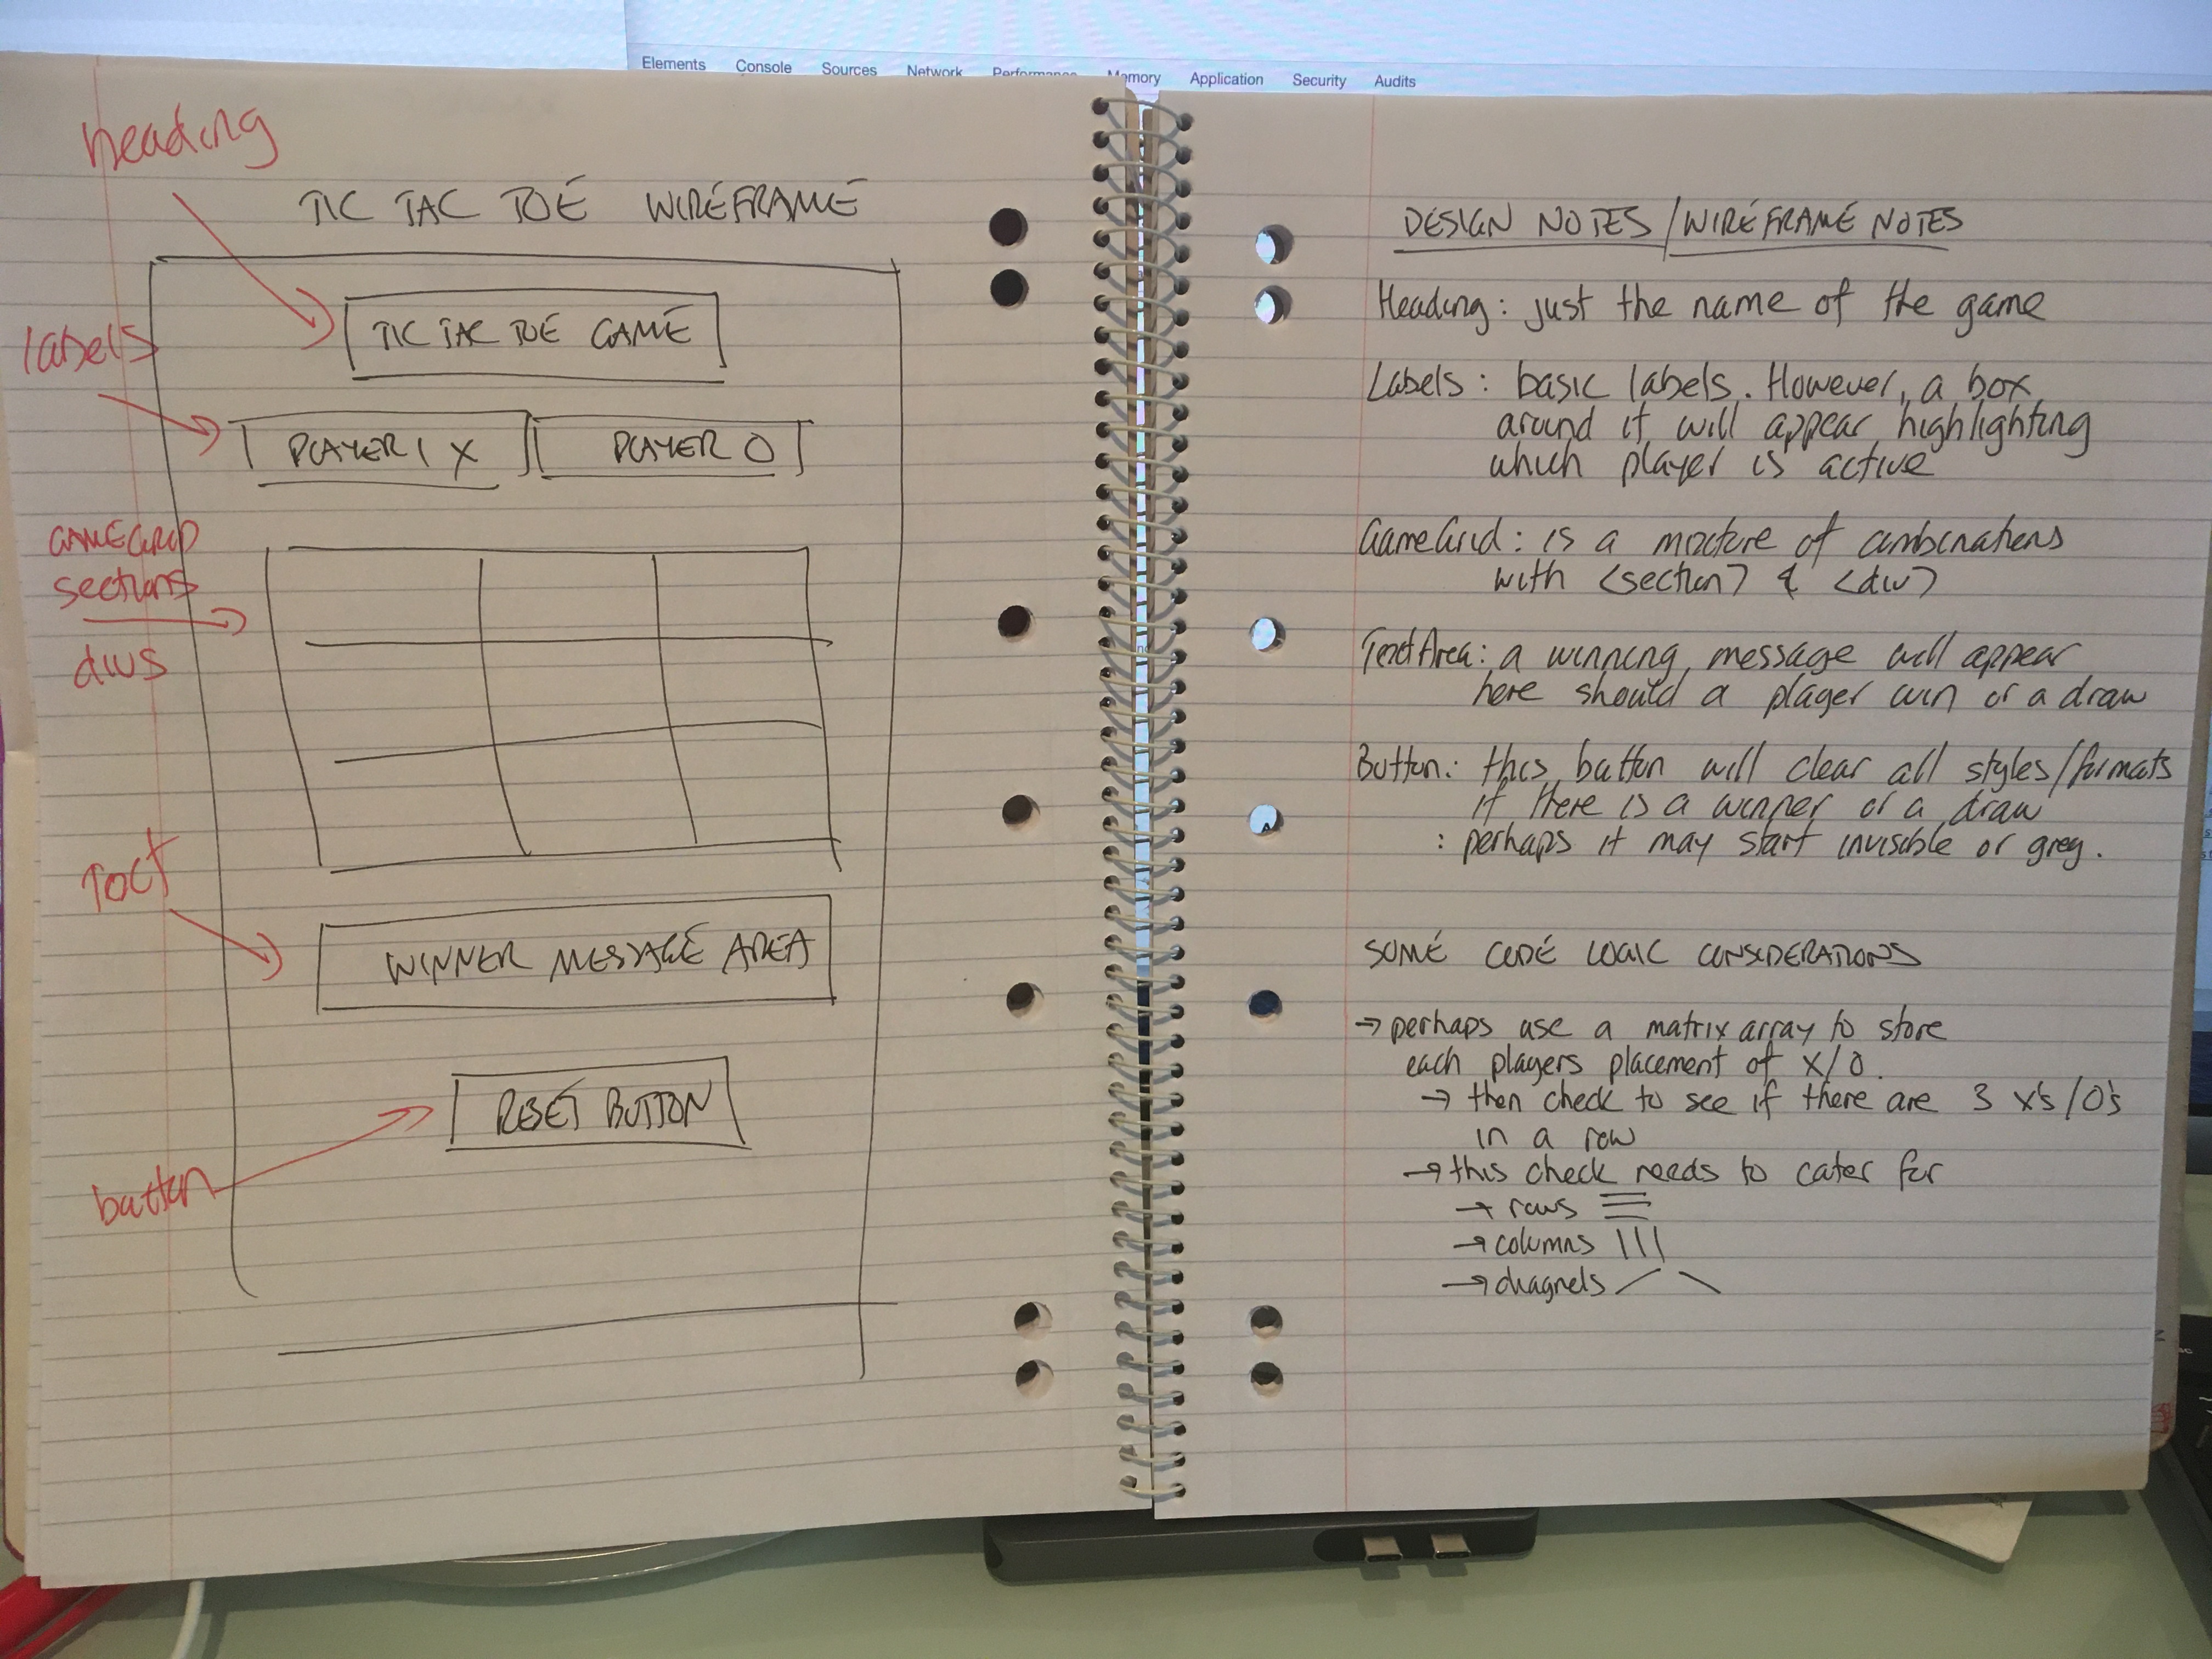 Elements Console Sources Network Performance Memory Application Security Audits
heading
TIC TAC TOE WIREFRAME
TIC TAC TOE GAME
labels
PLAYER 1 X
PLAYER O
GAMEGRID
sections
divs
Text
WINNER MESSAGE AREA
RESET BUTTON
button
DESIGN NOTES / WIREFRAME NOTES
Heading: just the name of the game
Labels: basic labels. However, a box
around it will appear highlighting
which player is active
GameGrid: is a mixture of combinations
with <section> & <div>
TextArea: a winning message will appear
here should a player win or a draw
Button: this button will clear all styles/formats
if there is a winner or a draw
: perhaps it may start invisible or grey.
SOME CODE LOGIC CONSIDERATIONS
→ perhaps use a matrix array to store
each players placement of X/O.
→ then check to see if there are 3 X's/O's
in a row
→ this check needs to cater for
→ rows
→ columns
→ diagnels